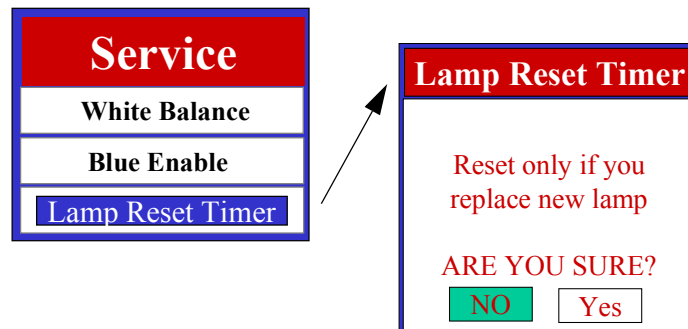 Service
White Balance
Blue Enable
Lamp Reset Timer
Lamp Reset Timer
Reset only if you
replace new lamp
ARE YOU SURE?
NO Yes